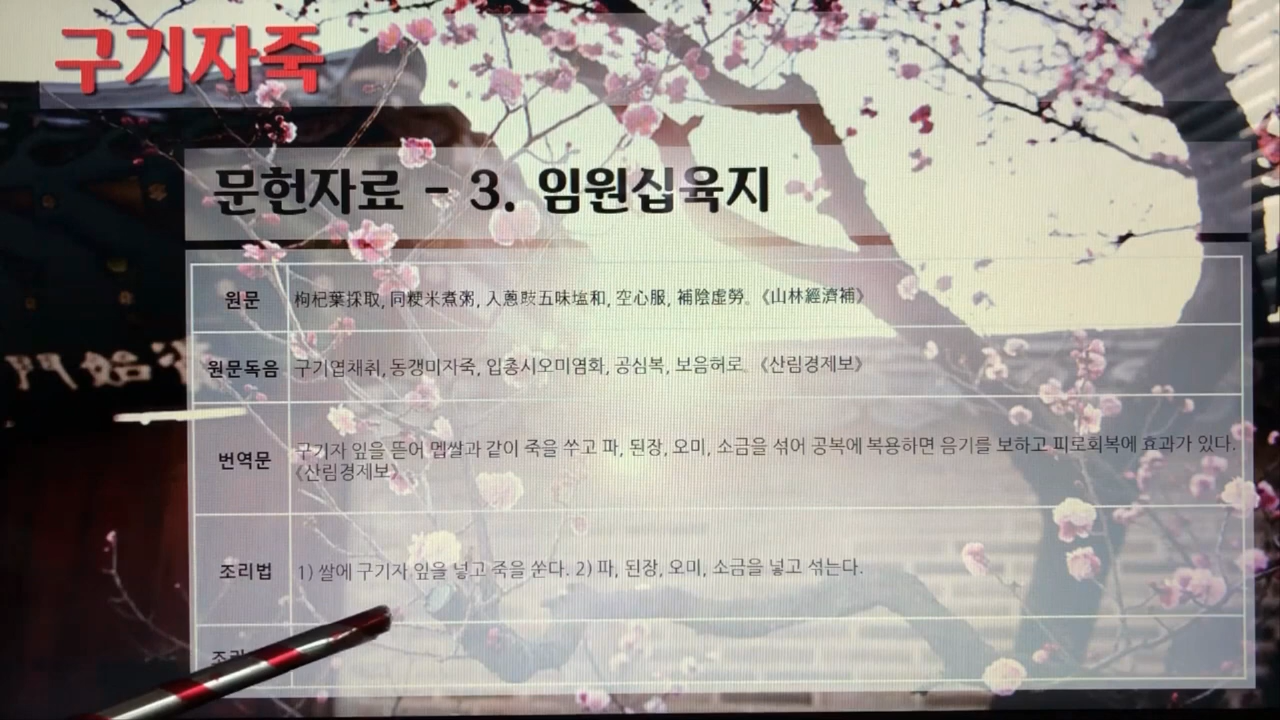 구기자죽
문헌자료 - 3. 임원십육지
원문 枸杞葉採取, 同粳米煮粥, 入蔥豉五味塩和, 空心服, 補陰虛勞。《山林經濟補》
원문독음 구기엽채취, 동갱미자죽, 입총시오미염화, 공심복, 보음허로. 《산림경제보》
번역문 구기자 잎을 뜯어 멥쌀과 같이 죽을 쑤고 파, 된장, 오미, 소금을 섞어 공복에 복용하면 음기를 보하고 피로회복에 효과가 있다.
《산림경제보》
조리법 1) 쌀에 구기자 잎을 넣고 죽을 쑨다. 2) 파, 된장, 오미, 소금을 넣고 섞는다.
門始